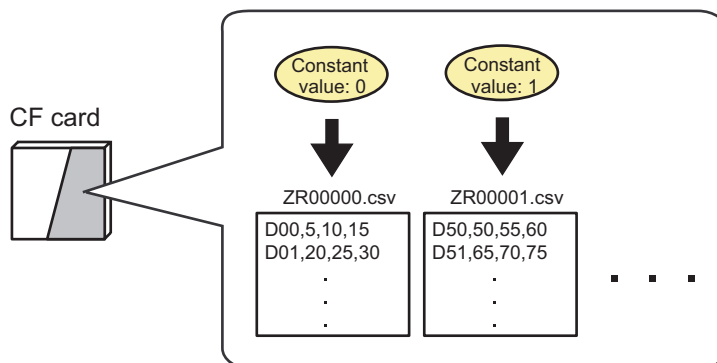 Constant
value: 0
Constant
value: 1
CF card
ZR00000.csv
ZR00001.csv
D00,5,10,15
D01,20,25,30
D50,50,55,60
D51,65,70,75